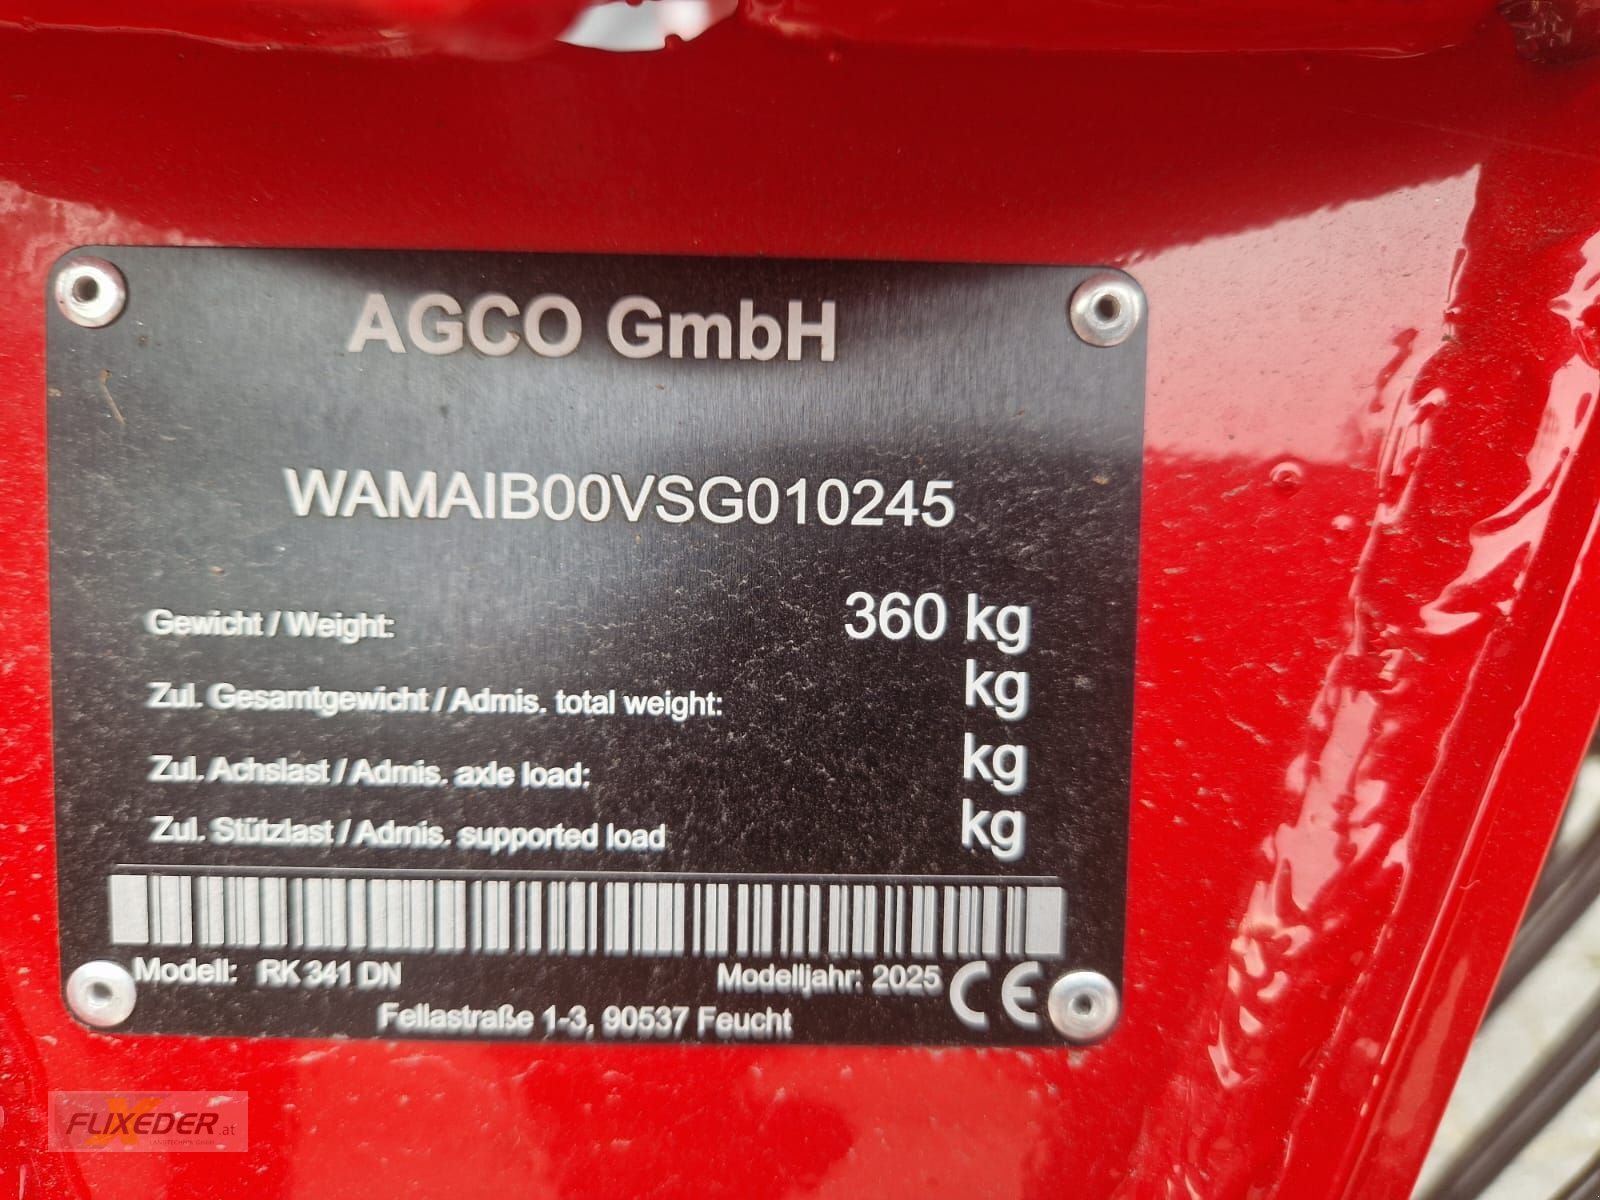 AGCO GmbH
WAMAIB00VSG010245
Gewicht / Weight: 360 kg
Zul. Gesamtgewicht / Admis. total weight: kg
Zul. Achslast / Admis. axle load: kg
Zul. Stützlast / Admis. supported load kg
Modell: RK 341 DN Modelljahr: 2025 CE
Fellastraße 1-3, 90537 Feucht
FLIXEDER.at
LANDTECHNIK GMBH